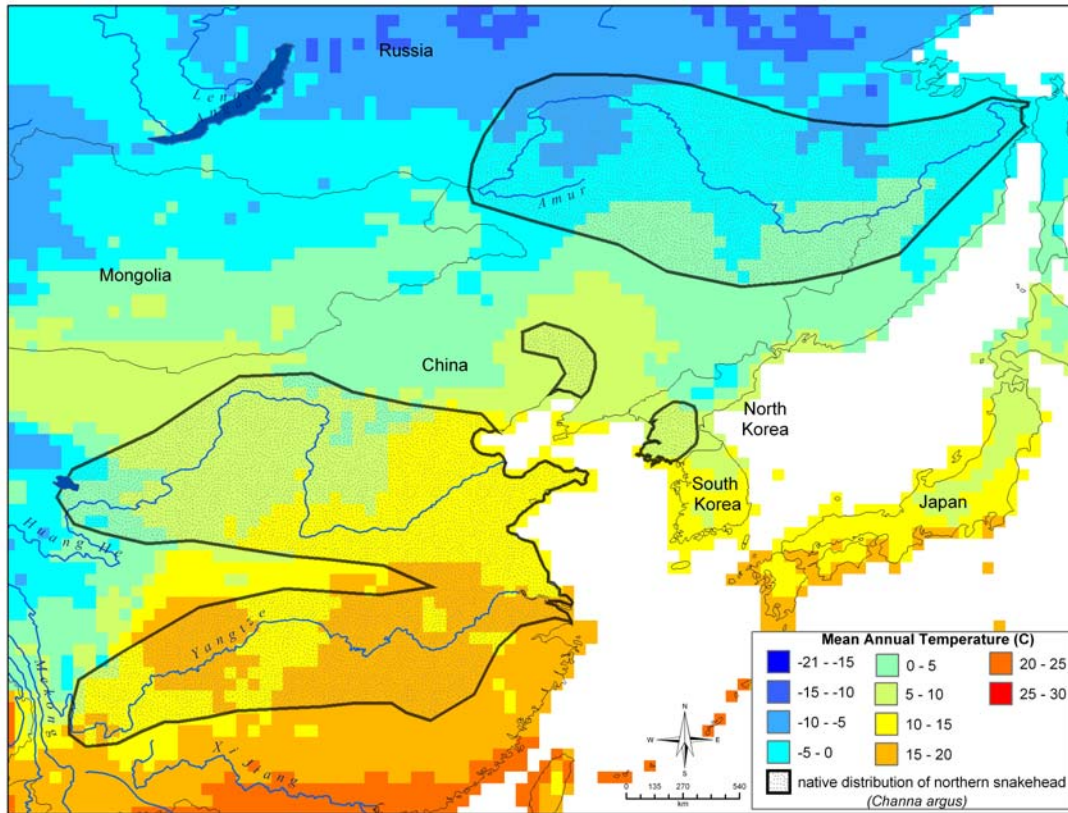 Russia
Lena
Angara
Amur
Mongolia
China
North
Korea
South
Korea
Japan
Huang He
Yangtze
Mekong
Xi Jiang
Mean Annual Temperature (C)
-21 - -15
-15 - -10
-10 - -5
-5 - 0
0 - 5
5 - 10
10 - 15
15 - 20
20 - 25
25 - 30
native distribution of northern snakehead
(Channa argus)
N
W E
S
0 135 270 540
km